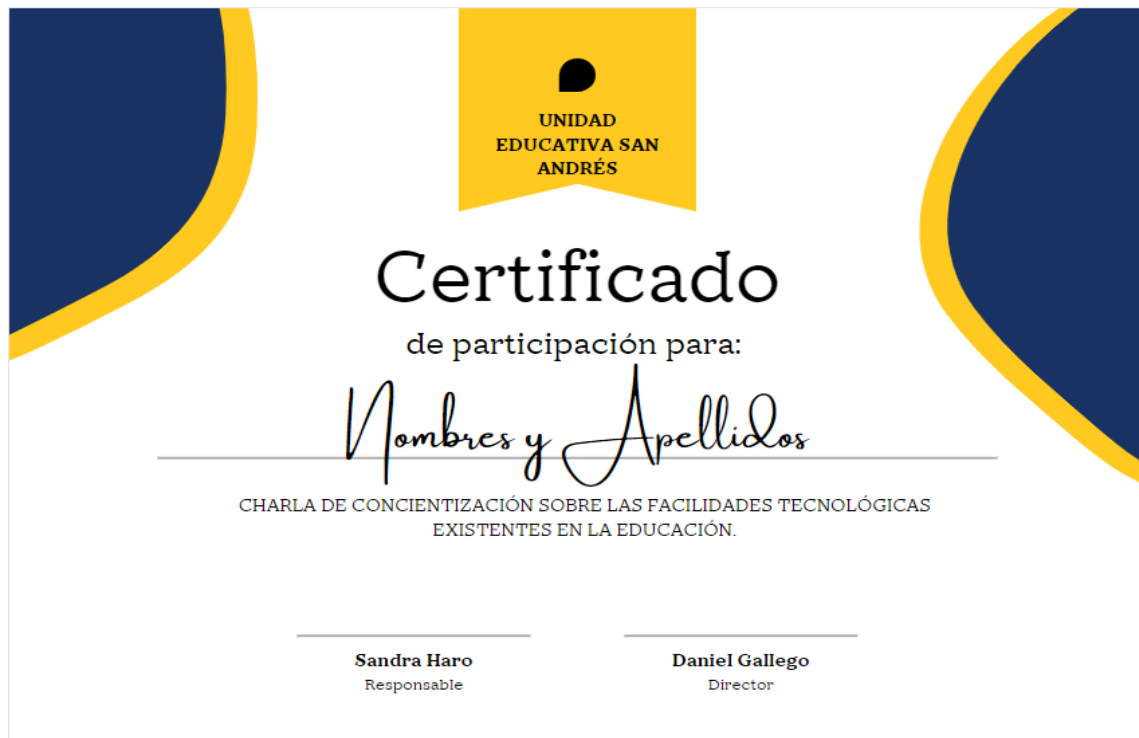 UNIDAD
EDUCATIVA SAN
ANDRÉS
Certificado
de participación para:
Nombres y Apellidos
CHARLA DE CONCIENTIZACIÓN SOBRE LAS FACILIDADES TECNOLÓGICAS
EXISTENTES EN LA EDUCACIÓN.
Sandra Haro
Responsable
Daniel Gallego
Director